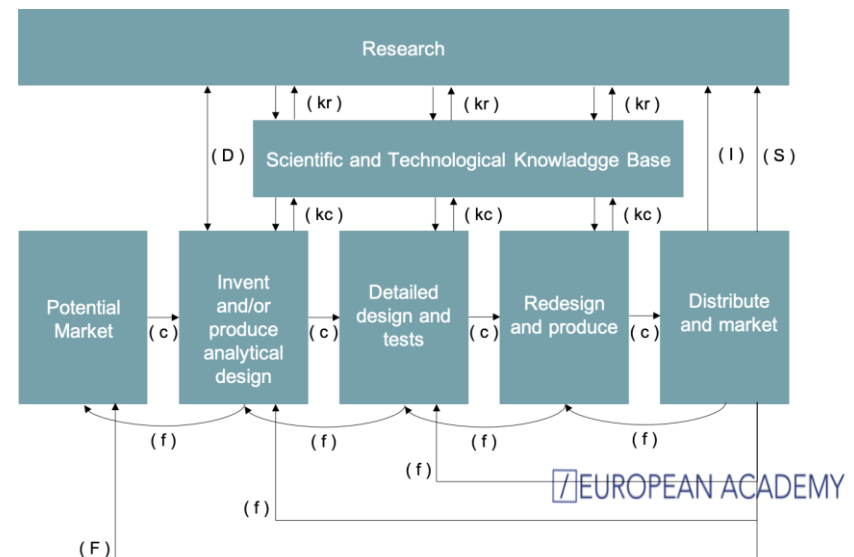 Research
( kr )
( kr )
( kr )
( D )
Scientific and Technological Knowladgge Base
( I )
( S )
( kc )
( kc )
( kc )
Potential
Market
Invent
and/or
produce
analytical
design
Detailed
design and
tests
Redesign
and produce
Distribute
and market
( c )
( c )
( c )
( c )
( f )
( f )
( f )
( f )
( f )
/ EUROPEAN ACADEMY
( f )
( F )